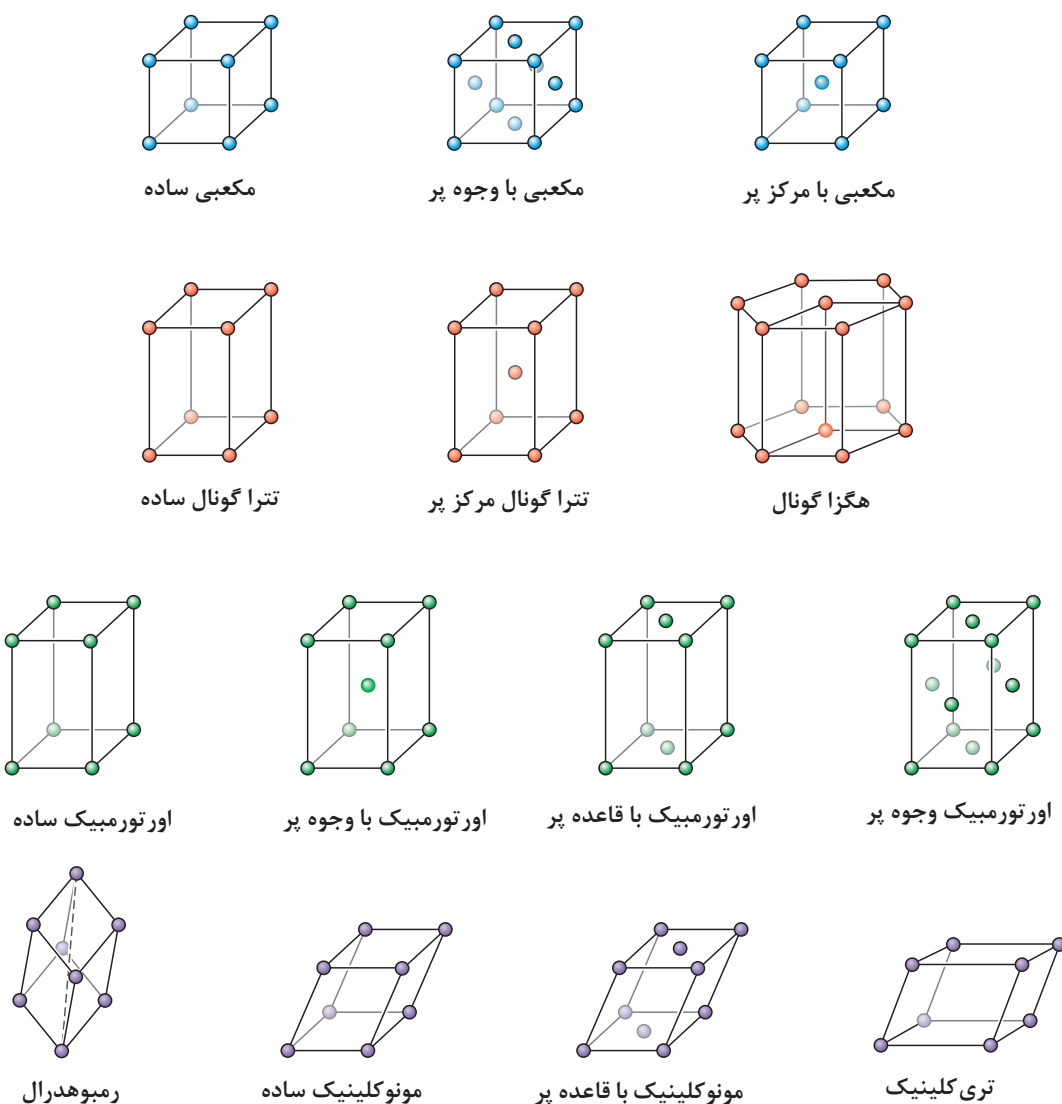 مکعبی با مرکز پر
مکعبی با وجوه پر
مکعبی ساده
هگزا گونال
تترا گونال مرکز پر
تترا گونال ساده
اورتورمبیک وجوه پر
اورتورمبیک با قاعده پر
اورتورمبیک با وجوه پر
اورتورمبیک ساده
تری کلینیک
مونوکلینیک با قاعده پر
مونوکلینیک ساده
رمبوهدرال